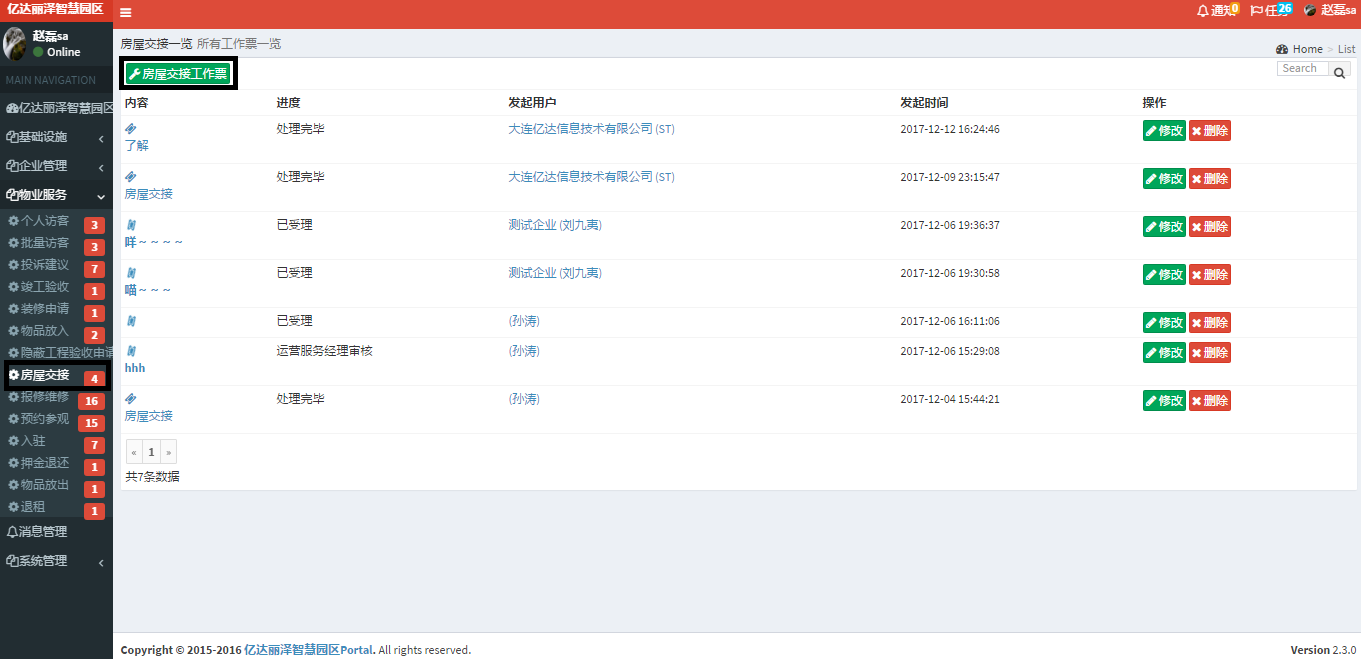 亿达丽泽智慧园区
通知 0 任务 26 赵磊sa
赵磊sa
Online
MAIN NAVIGATION
亿达丽泽智慧园区
基础设施
企业管理
物业服务
个人访客 3
批量访客 3
投诉建议 7
竣工验收 1
装修申请 1
物品放入 2
隐蔽工程验收申请
房屋交接 4
报修维修 16
预约参观 15
入驻 7
押金退还 1
物品放出 1
退租 1
消息管理
系统管理
房屋交接一览 所有工作票一览
Home > List
房屋交接工作票
Search
内容 进度 发起用户 发起时间 操作
处理完毕 大连亿达信息技术有限公司 (ST) 2017-12-12 16:24:46 修改 删除
了解
处理完毕 大连亿达信息技术有限公司 (ST) 2017-12-09 23:15:47 修改 删除
房屋交接
已受理 测试企业 (刘九夷) 2017-12-06 19:36:37 修改 删除
咩～～～～
已受理 测试企业 (刘九夷) 2017-12-06 19:30:58 修改 删除
喵～～～
已受理 (孙涛) 2017-12-06 16:11:06 修改 删除
运营服务经理审核 (孙涛) 2017-12-06 15:29:08 修改 删除
hhh
处理完毕 (孙涛) 2017-12-04 15:44:21 修改 删除
房屋交接
« 1 »
共7条数据
Copyright © 2015-2016 亿达丽泽智慧园区Portal. All rights reserved.
Version 2.3.0